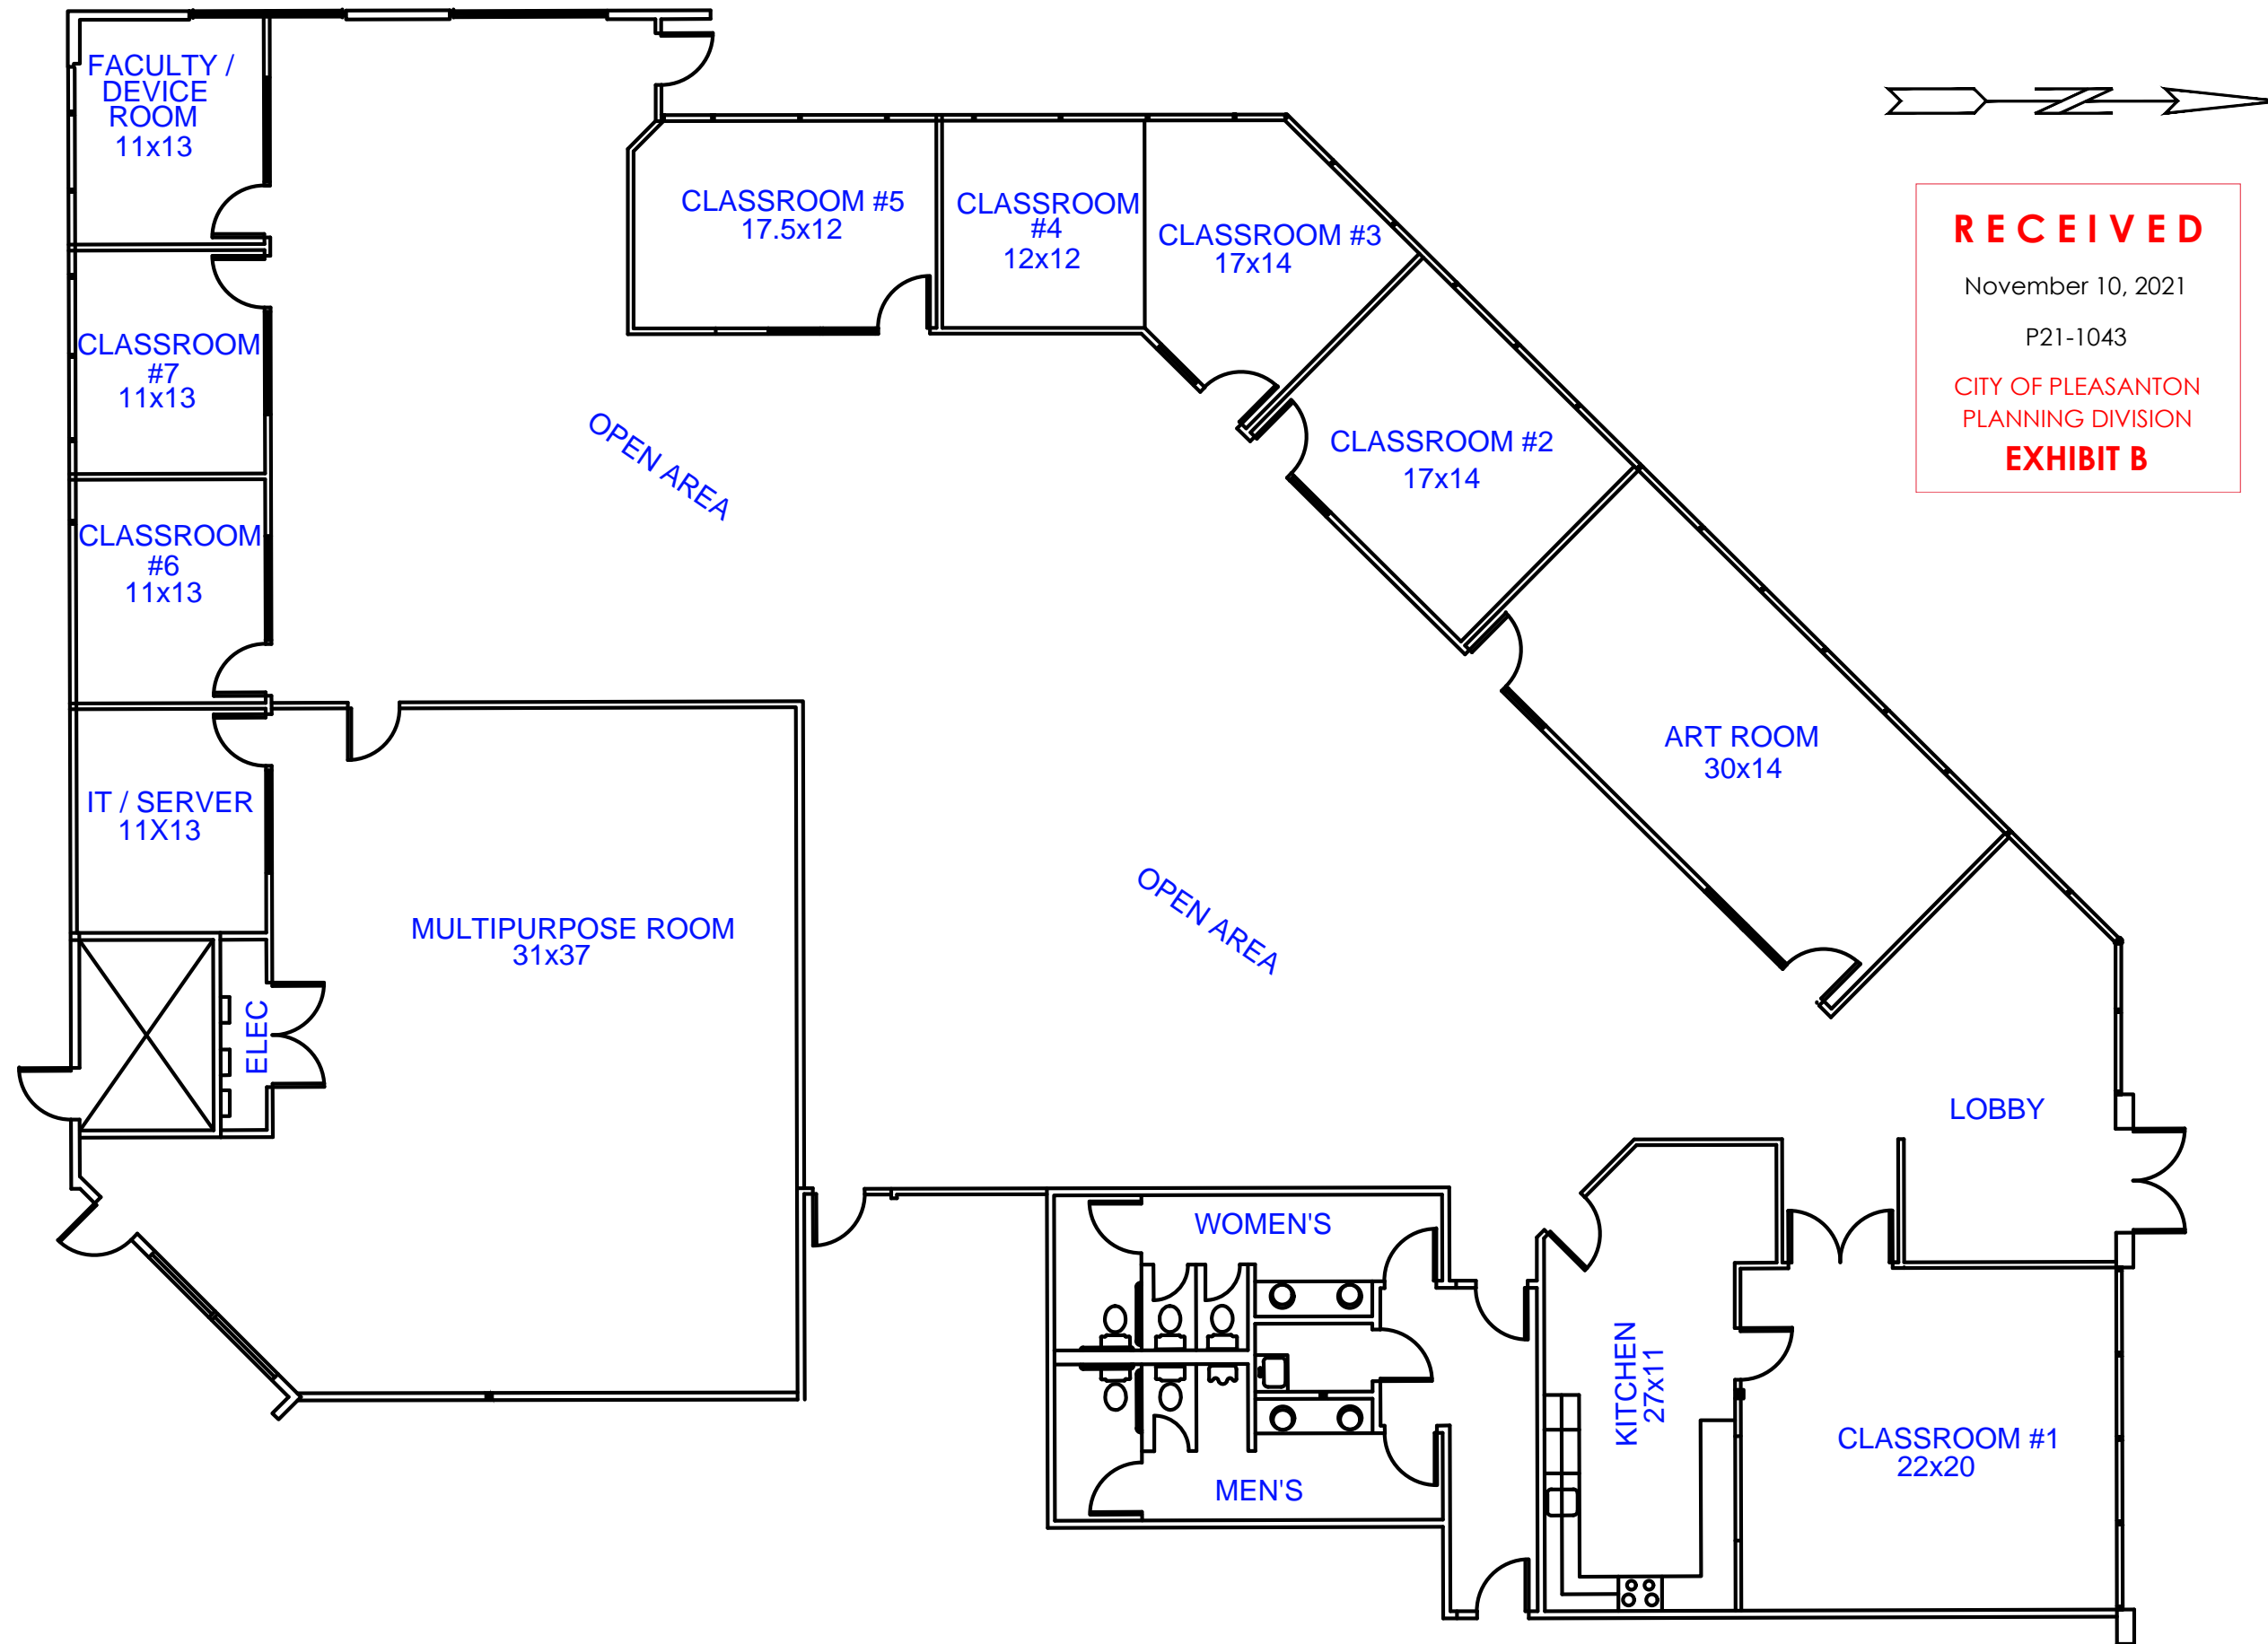 FACULTY /
DEVICE
ROOM
11x13
CLASSROOM #5
17.5x12
CLASSROOM
#4
12x12
CLASSROOM #3
17x14
N
RECEIVED
November 10, 2021
P21-1043
CITY OF PLEASANTON
PLANNING DIVISION
EXHIBIT B
CLASSROOM
#7
11x13
OPEN AREA
CLASSROOM #2
17x14
CLASSROOM
#6
11x13
ART ROOM
30x14
IT / SERVER
11X13
MULTIPURPOSE ROOM
31x37
OPEN AREA
ELEC
LOBBY
WOMEN'S
KITCHEN
27x11
CLASSROOM #1
22x20
MEN'S